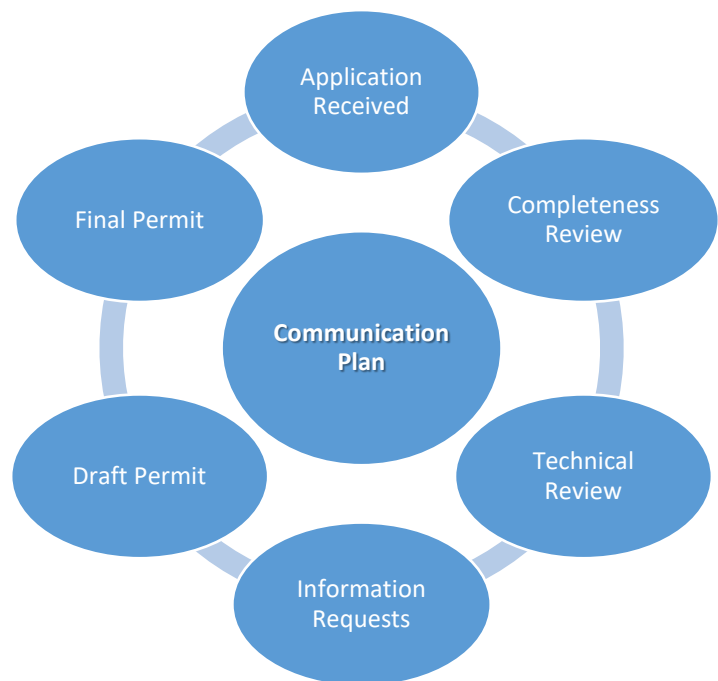 Application
Received
Completeness
Review
Technical
Review
Information
Requests
Draft Permit
Final Permit
Communication
Plan